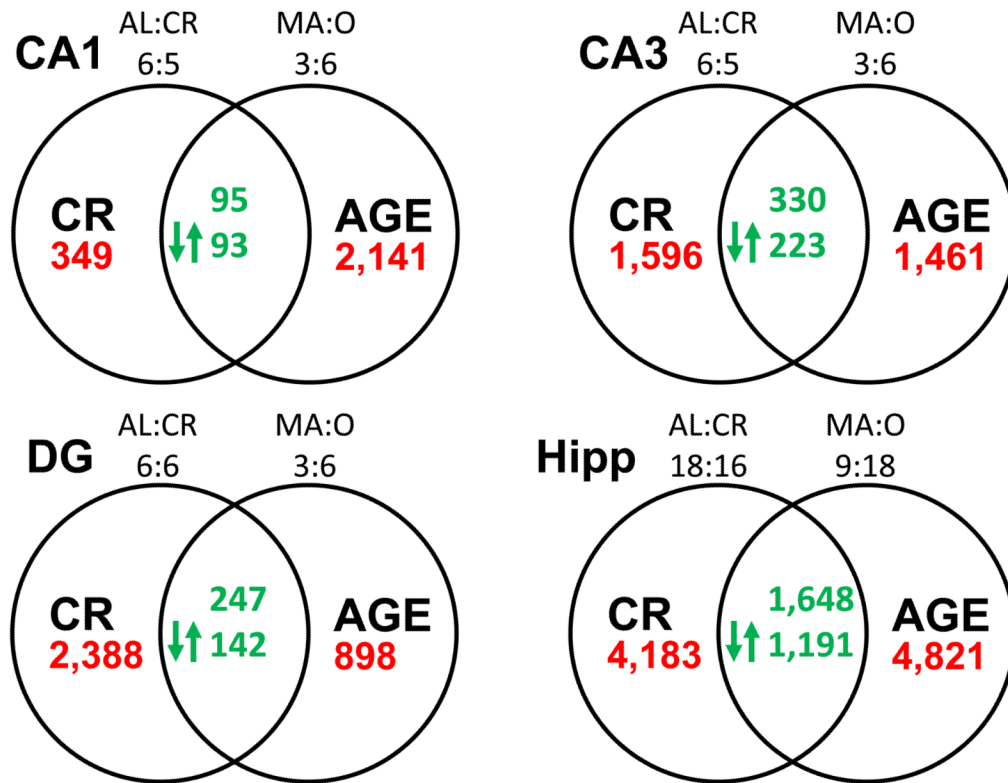 CA1
AL:CR
6:5
MA:O
3:6
CR
349
95
↓↑ 93
AGE
2,141
CA3
AL:CR
6:5
MA:O
3:6
CR
1,596
330
↓↑ 223
AGE
1,461
DG
AL:CR
6:6
MA:O
3:6
CR
2,388
247
↓↑ 142
AGE
898
Hipp
AL:CR
18:16
MA:O
9:18
CR
4,183
1,648
↓↑ 1,191
AGE
4,821